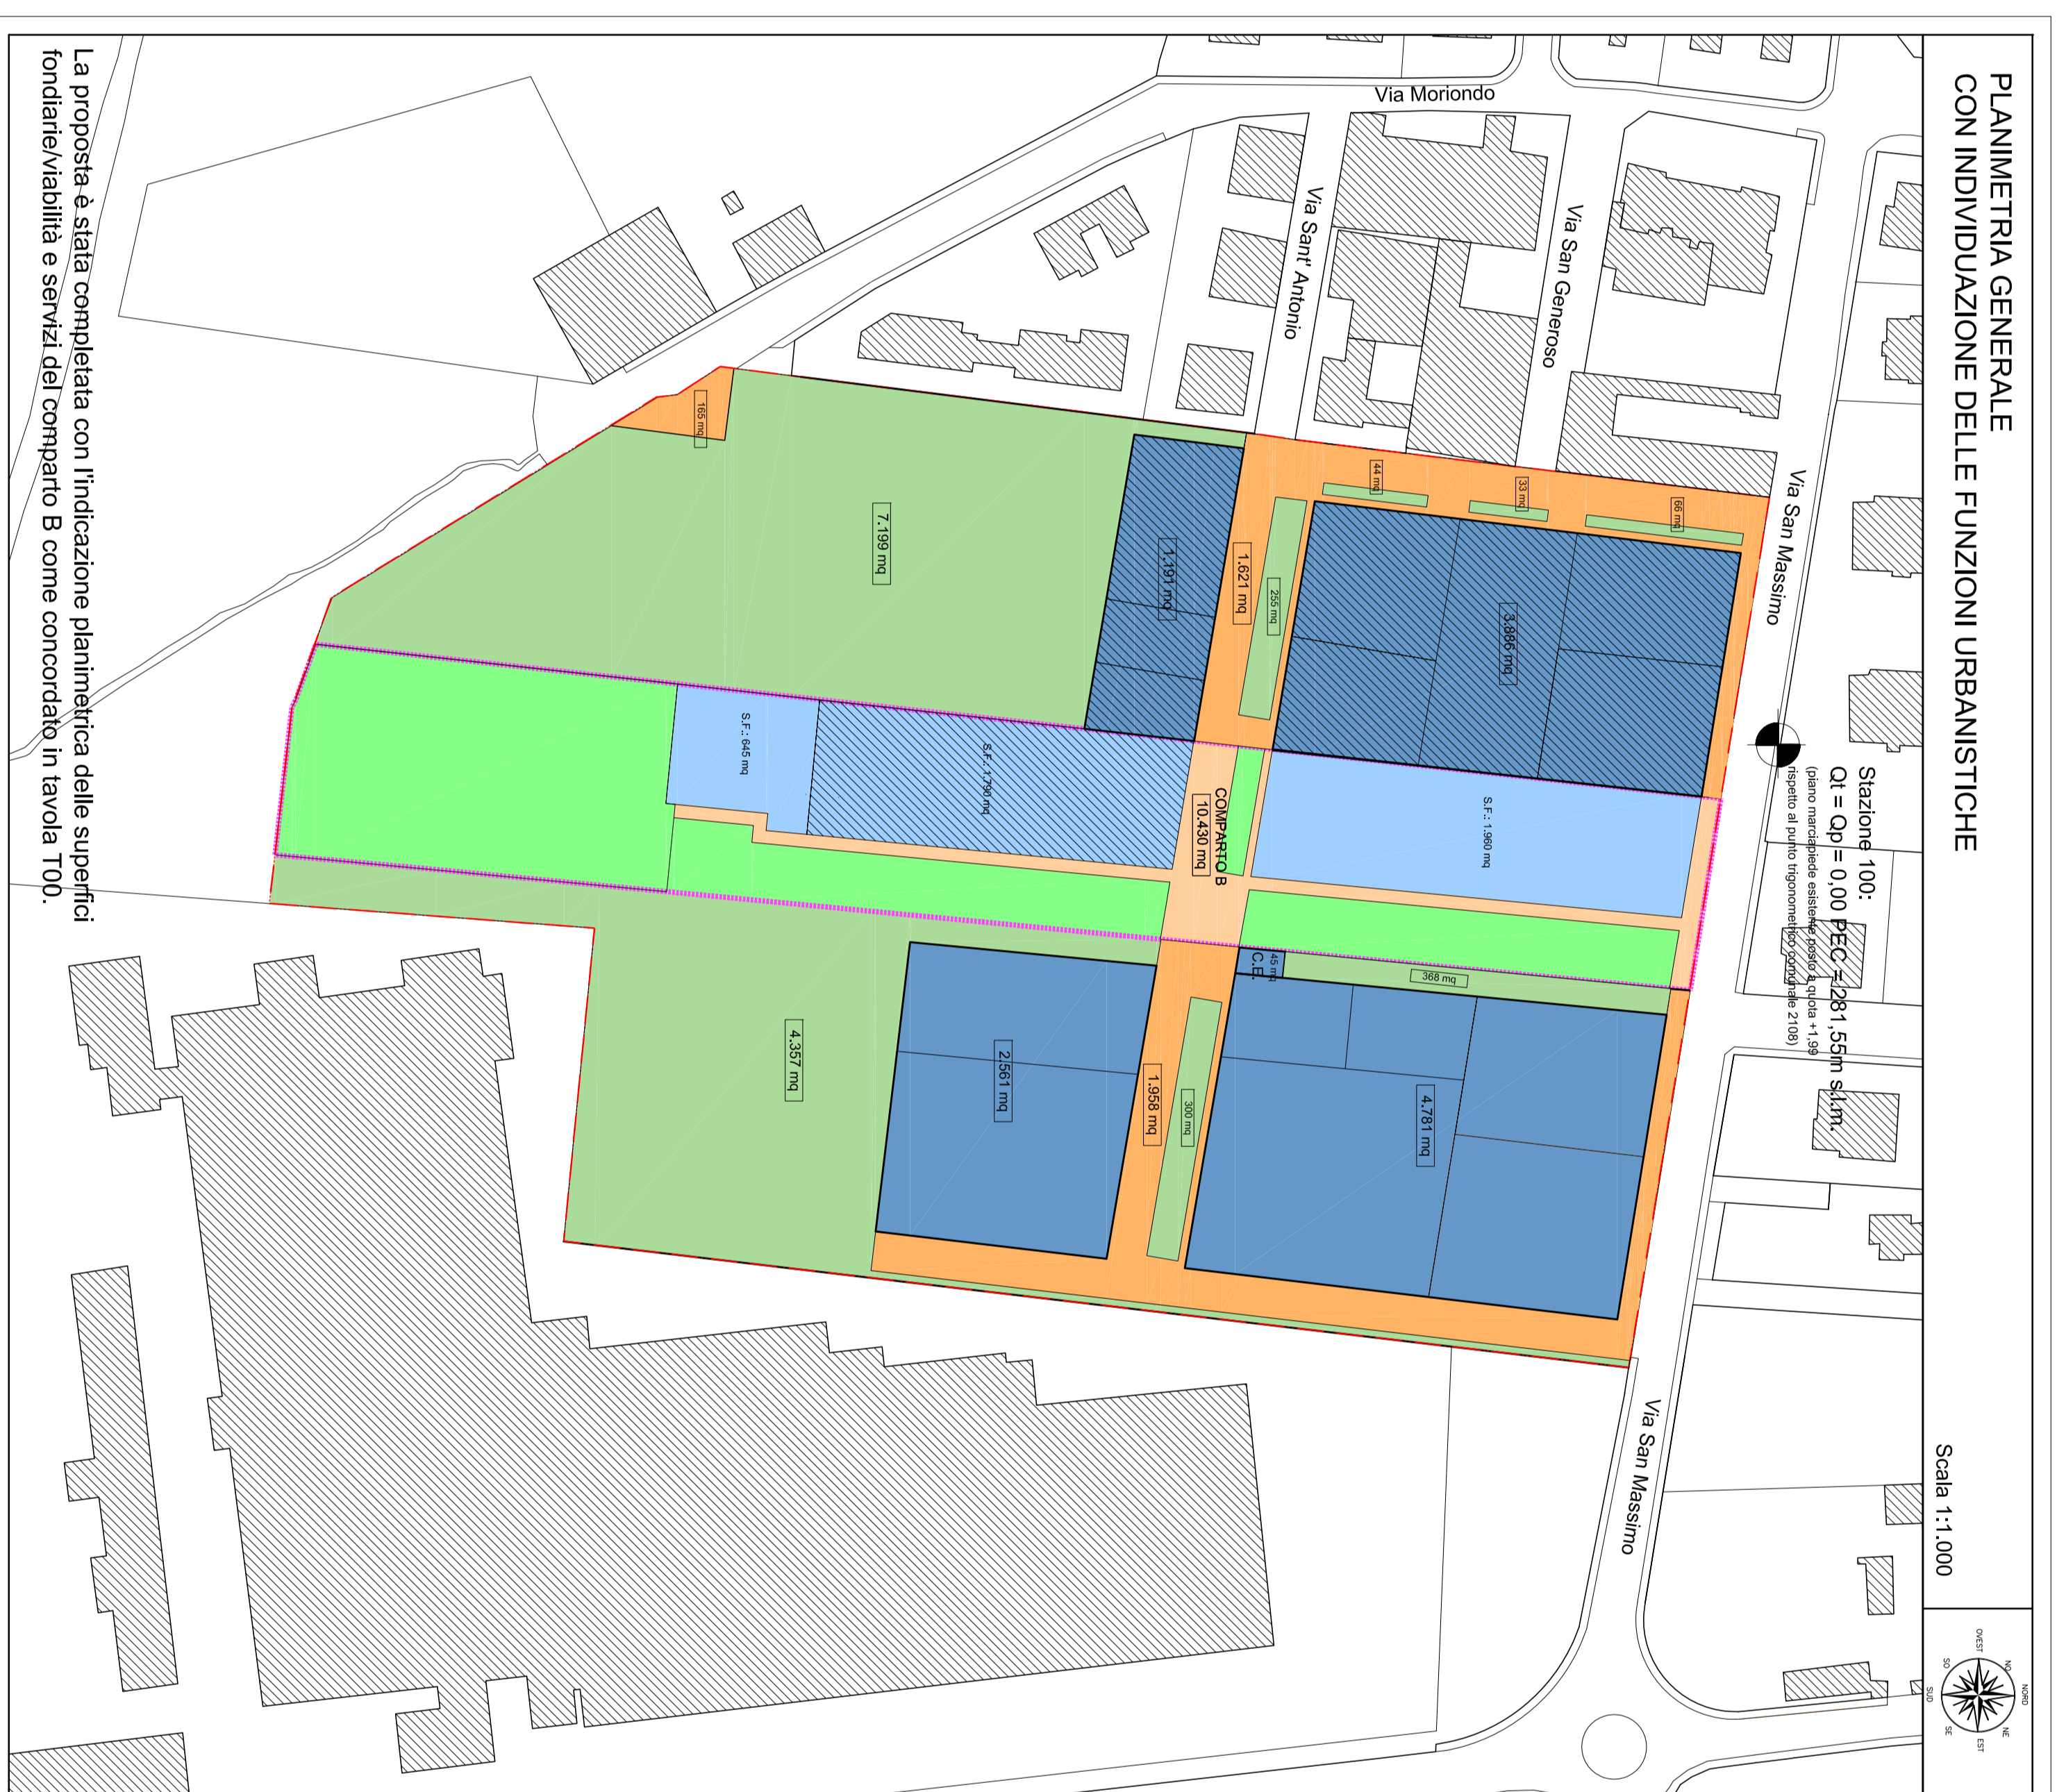 PLANIMETRIA GENERALE
CON INDIVIDUAZIONE DELLE FUNZIONI URBANISTICHE
Scala 1:1.000
NORD
NO
NE
OVEST
EST
SO
SE
SUD
Stazione 100:
Qt = Qpl= 0,00 PEC = 281,55m s.l.m.
(piano marciapiede esistente posto a quota +1,99
rispetto al punto trigonometrico comunale 2108)
Via Moriondo
Via Sant' Antonio
Via San Generoso
Via San Massimo
Via San Massimo
66 mq
33 mq
44 mq
3.886 mq
255 mq
1.621 mq
1.191 mq
7.199 mq
165 mq
S.F.: 1.960 mq
COMPARTO B
10.430 mq
S.F.: 1.790 mq
S.F.: 645 mq
368 mq
45 mq
C.E.
4.781 mq
300 mq
1.958 mq
2.561 mq
4.357 mq
La proposta è stata completata con l'indicazione planimetrica delle superfici
fondiarie/viabilità e servizi del comparto B come concordato in tavola T00.